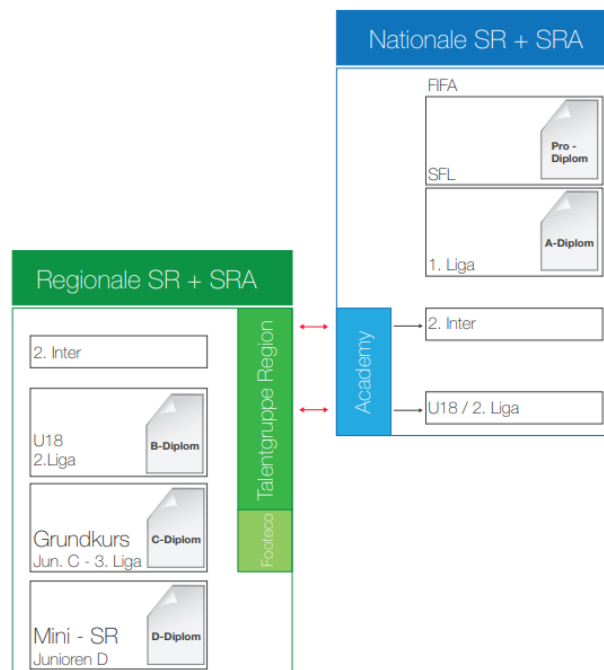 Nationale SR + SRA
FIFA
Pro -
Diplom
SFL
A-Diplom
1. Liga
Academy
2. Inter
U18 / 2. Liga
Regionale SR + SRA
2. Inter
U18
2.Liga
B-Diplom
Grundkurs
Jun. C - 3. Liga
C-Diplom
Mini - SR
Junioren D
D-Diplom
Talentgruppe Region
Footeco